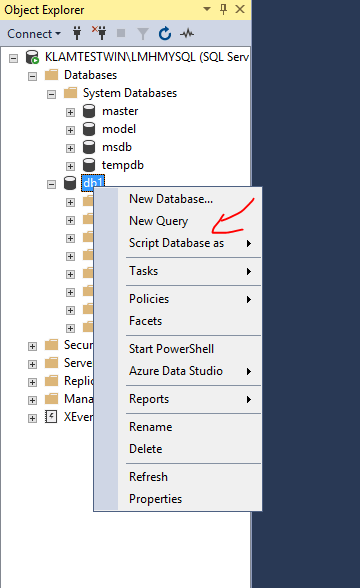 Object Explorer
Connect
KLAMTESTWIN\LMHMYSQL (SQL Serv
Databases
System Databases
master
model
msdb
tempdb
db1
New Database...
New Query
Script Database as
Tasks
Policies
Facets
Start PowerShell
Azure Data Studio
Reports
Rename
Delete
Refresh
Properties
Secur
Server
Replic
Mana
XEven